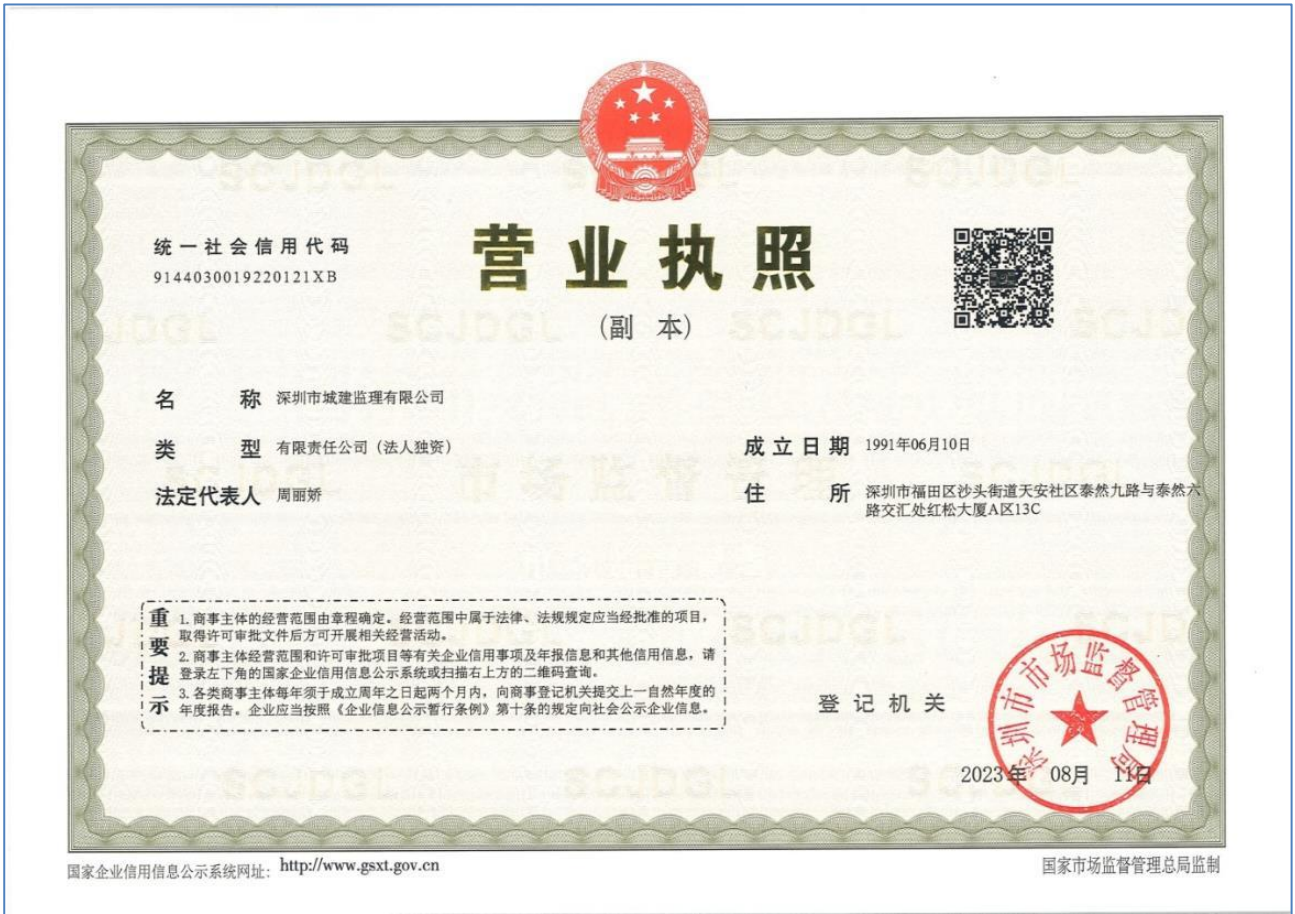 统一社会信用代码
9144030019220121XB
营业执照
（副 本）
名 称 深圳市城建监理有限公司
类 型 有限责任公司（法人独资）
法定代表人 周丽娇
成立日期 1991年06月10日
住 所 深圳市福田区沙头街道天安社区泰然九路与泰然六
路交汇处红松大厦A区13C
重要提示
1. 商事主体的经营范围由章程确定。经营范围中属于法律、法规规定应当经批准的项目，
取得许可审批文件后方可开展相关经营活动。
2. 商事主体经营范围和许可审批项目等有关企业信用事项及年报信息和其他信用信息，请
登录左下角的国家企业信用信息公示系统或扫描右上方的二维码查询。
3. 各类商事主体每年须于成立周年之日起两个月内，向商事登记机关提交上一自然年度的
年度报告。企业应当按照《企业信息公示暂行条例》第十条的规定向社会公示企业信息。
登记机关
深圳市市场监督管理局
2023年 08月 11日
国家企业信用信息公示系统网址：http://www.gsxt.gov.cn
国家市场监督管理总局监制
SCJDGL
市场监督管理